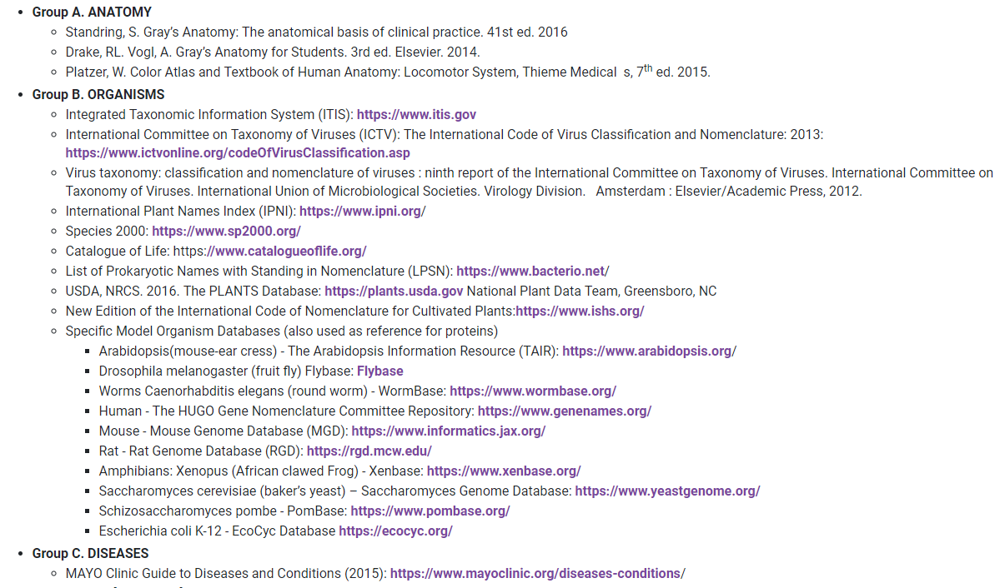 Group A. ANATOMY
Standring, S. Gray's Anatomy: The anatomical basis of clinical practice. 41st ed. 2016
Drake, RL. Vogl, A. Gray's Anatomy for Students. 3rd ed. Elsevier. 2014.
Platzer, W. Color Atlas and Textbook of Human Anatomy: Locomotor System, Thieme Medical s, 7th ed. 2015.
Group B. ORGANISMS
Integrated Taxonomic Information System (ITIS): https://www.itis.gov
International Committee on Taxonomy of Viruses (ICTV): The International Code of Virus Classification and Nomenclature: 2013:
https://www.ictvonline.org/codeOfVirusClassification.asp
Virus taxonomy: classification and nomenclature of viruses : ninth report of the International Committee on Taxonomy of Viruses. International Committee on
Taxonomy of Viruses. International Union of Microbiological Societies. Virology Division. Amsterdam : Elsevier/Academic Press, 2012.
International Plant Names Index (IPNI): https://www.ipni.org/
Species 2000: https://www.sp2000.org/
Catalogue of Life: https://www.catalogueoflife.org/
List of Prokaryotic Names with Standing in Nomenclature (LPSN): https://www.bacterio.net/
USDA, NRCS. 2016. The PLANTS Database: https://plants.usda.gov National Plant Data Team, Greensboro, NC
New Edition of the International Code of Nomenclature for Cultivated Plants:https://www.ishs.org/
Specific Model Organism Databases (also used as reference for proteins)
Arabidopsis(mouse-ear cress) - The Arabidopsis Information Resource (TAIR): https://www.arabidopsis.org/
Drosophila melanogaster (fruit fly) Flybase: Flybase
Worms Caenorhabditis elegans (round worm) - WormBase: https://www.wormbase.org/
Human - The HUGO Gene Nomenclature Committee Repository: https://www.genenames.org/
Mouse - Mouse Genome Database (MGD): https://www.informatics.jax.org/
Rat - Rat Genome Database (RGD): https://rgd.mcw.edu/
Amphibians: Xenopus (African clawed Frog) - Xenbase: https://www.xenbase.org/
Saccharomyces cerevisiae (baker's yeast) – Saccharomyces Genome Database: https://www.yeastgenome.org/
Schizosaccharomyces pombe - PomBase: https://www.pombase.org/
Escherichia coli K-12 - EcoCyc Database https://ecocyc.org/
Group C. DISEASES
MAYO Clinic Guide to Diseases and Conditions (2015): https://www.mayoclinic.org/diseases-conditions/